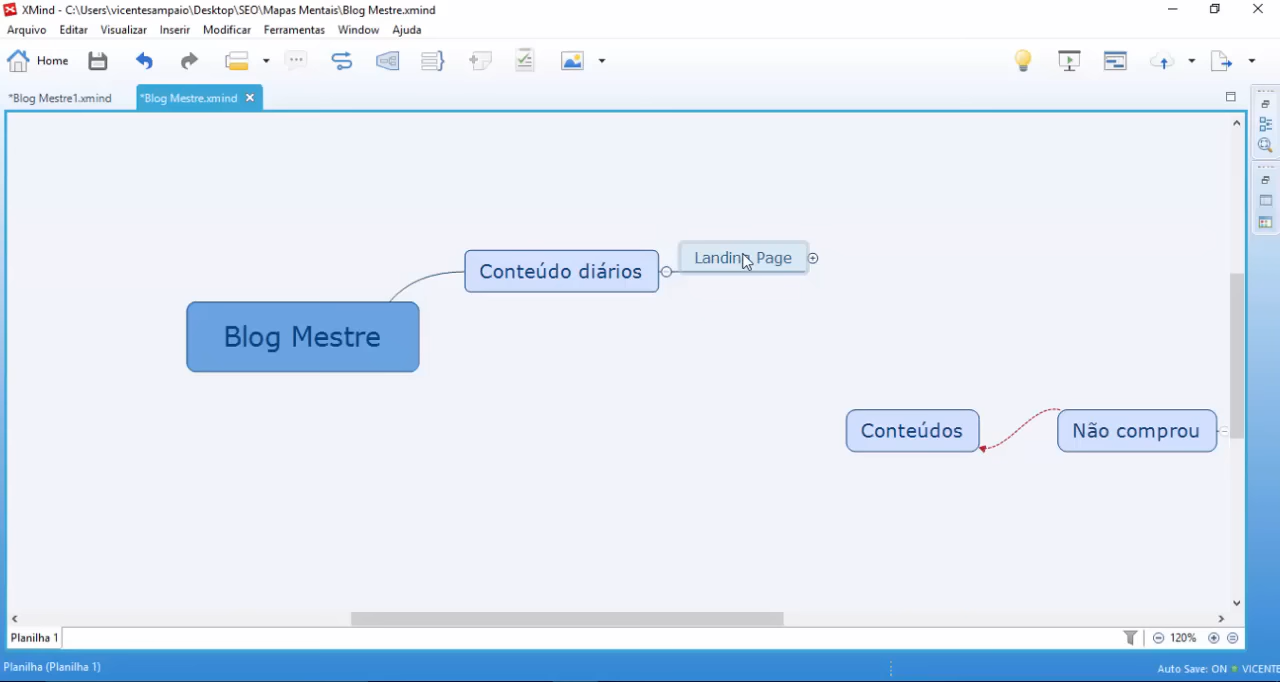 XMind - C:\Users\vicentesampaio\Desktop\SEO\Mapas Mentais\Blog Mestre.xmind
Arquivo Editar Visualizar Inserir Modificar Ferramentas Window Ajuda
Home
*Blog Mestre1.xmind *Blog Mestre.xmind
Landing Page
Conteúdo diários
Blog Mestre
Conteúdos Não comprou
Planilha 1 120%
Planilha (Planilha 1) Auto Save: ON VICENTE